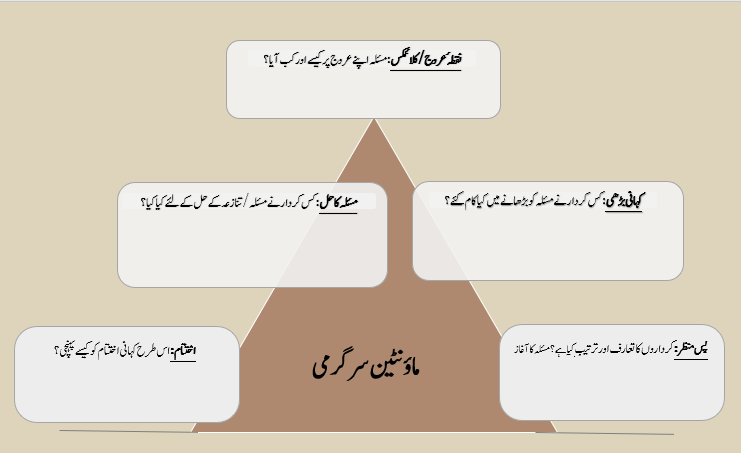 نقطہ عروج/ کلائمکس: مسئلہ اپنے عروج پر کیسے اور کب آیا؟
کہانی بڑھی: کس کردار نے مسئلہ کو بڑھانے میں کیا کام کئے؟
مسئلہ کا حل: کس کردار نے مسئلہ / تنازعہ کے حل کے لئے کیا کیا؟
پس منظر: کرداروں کا تعارف اور ترتیب کیا ہے؟ مسئلہ کا آغاز
اختتام: اس طرح کہانی اختتام کو کیسے پہنچی؟
ماؤنٹین سرگرمی